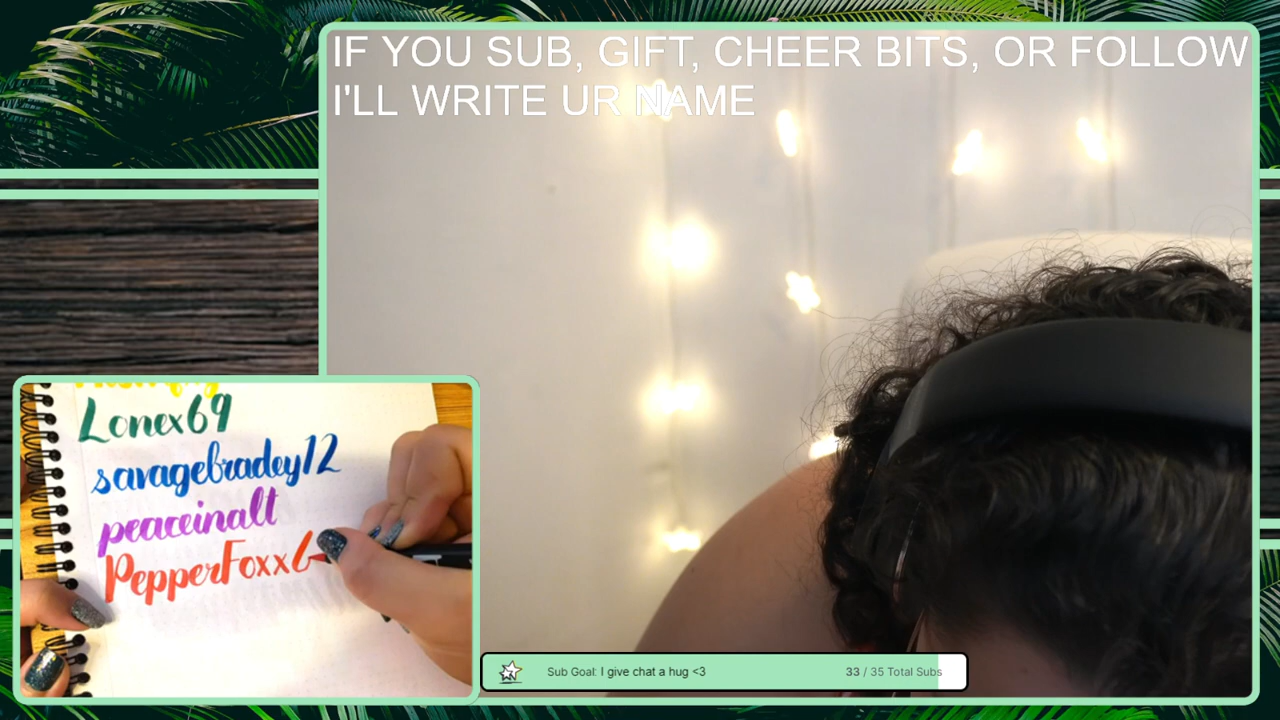 IF YOU SUB, GIFT, CHEER BITS, OR FOLLOW
I'LL WRITE UR NAME
Lonex69
savagebradey12
peaceinalt
PepperFoxx6
Sub Goal: I give chat a hug <3 33 / 35 Total Subs